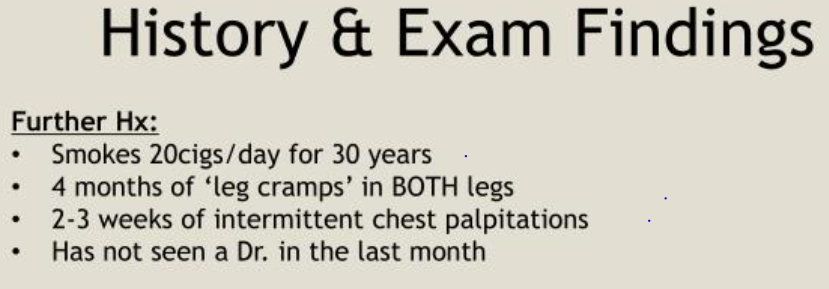 History & Exam Findings
Further Hx:
• Smokes 20cigs/day for 30 years
• 4 months of ‘leg cramps’ in BOTH legs
• 2-3 weeks of intermittent chest palpitations
• Has not seen a Dr. in the last month